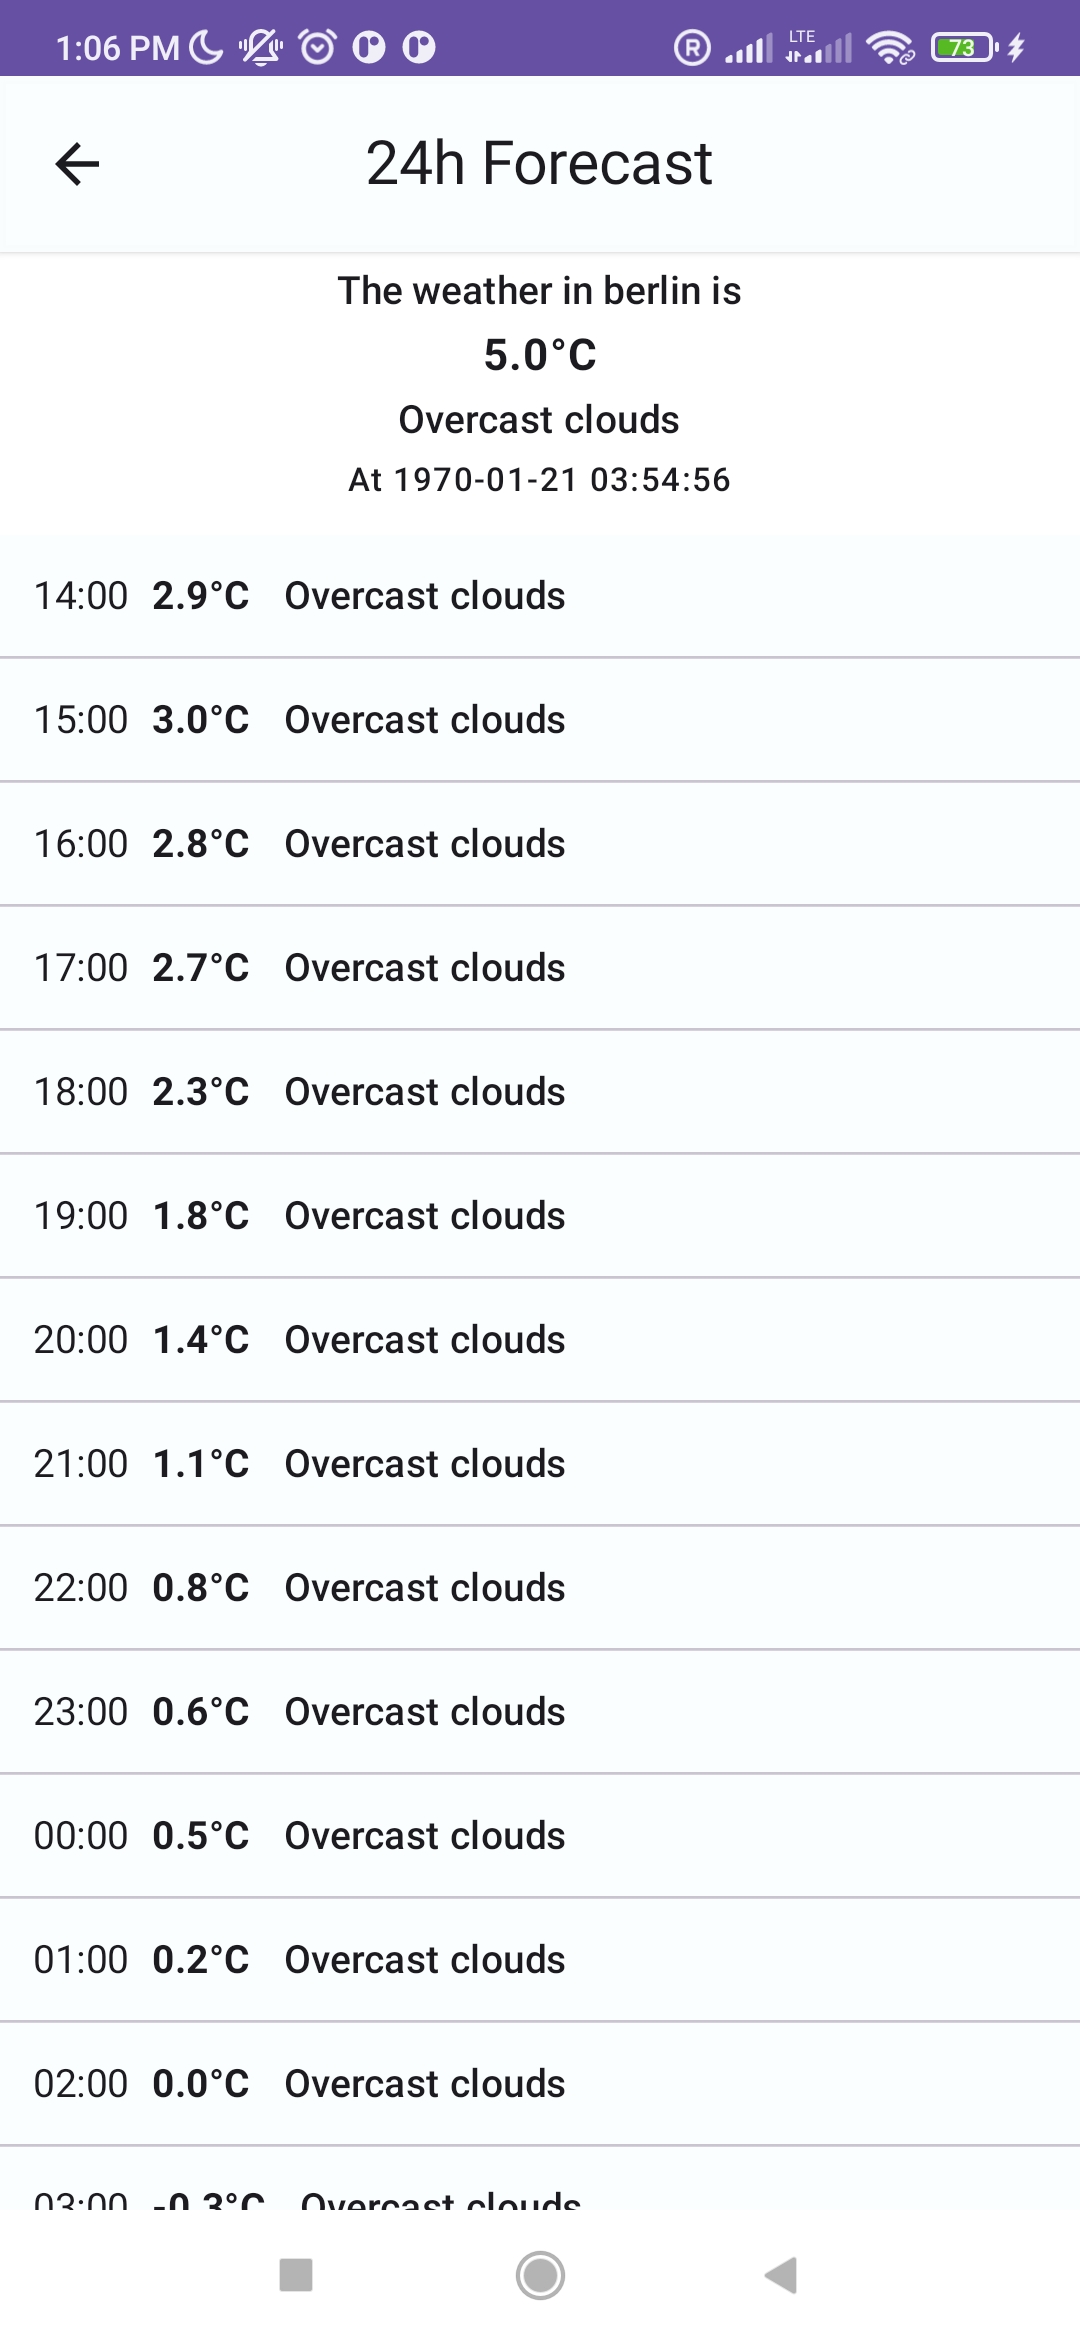 1:06 PM LTE 73
24h Forecast
The weather in berlin is
5.0°C
Overcast clouds
At 1970-01-21 03:54:56
14:00 2.9°C Overcast clouds
15:00 3.0°C Overcast clouds
16:00 2.8°C Overcast clouds
17:00 2.7°C Overcast clouds
18:00 2.3°C Overcast clouds
19:00 1.8°C Overcast clouds
20:00 1.4°C Overcast clouds
21:00 1.1°C Overcast clouds
22:00 0.8°C Overcast clouds
23:00 0.6°C Overcast clouds
00:00 0.5°C Overcast clouds
01:00 0.2°C Overcast clouds
02:00 0.0°C Overcast clouds
03:00 -0.3°C Overcast clouds